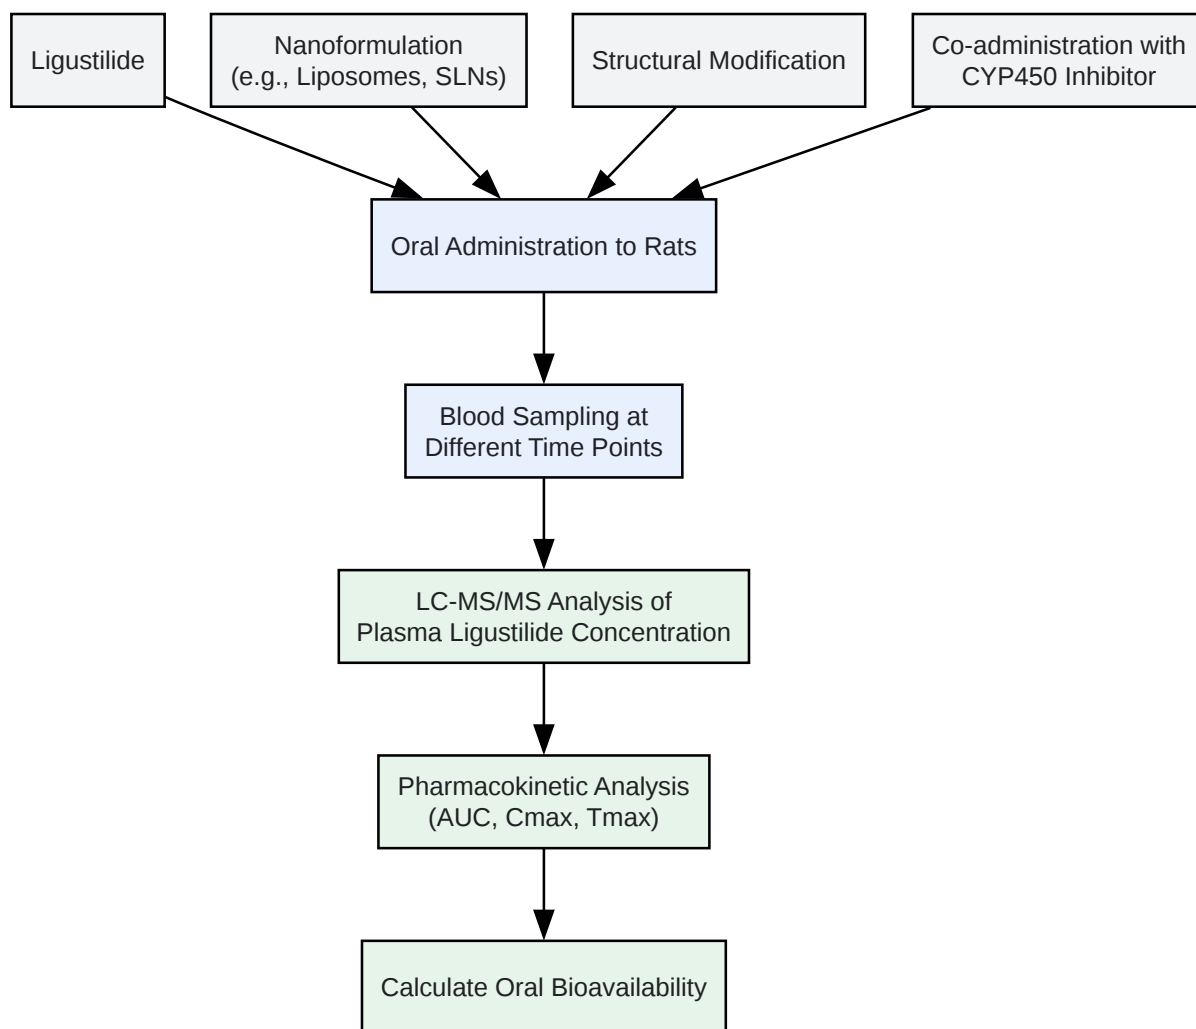 Ligustilide
Nanoformulation
(e.g., Liposomes, SLNs)
Structural Modification
Co-administration with
CYP450 Inhibitor
Oral Administration to Rats
Blood Sampling at
Different Time Points
LC-MS/MS Analysis of
Plasma Ligustilide Concentration
Pharmacokinetic Analysis
(AUC, Cmax, Tmax)
Calculate Oral Bioavailability